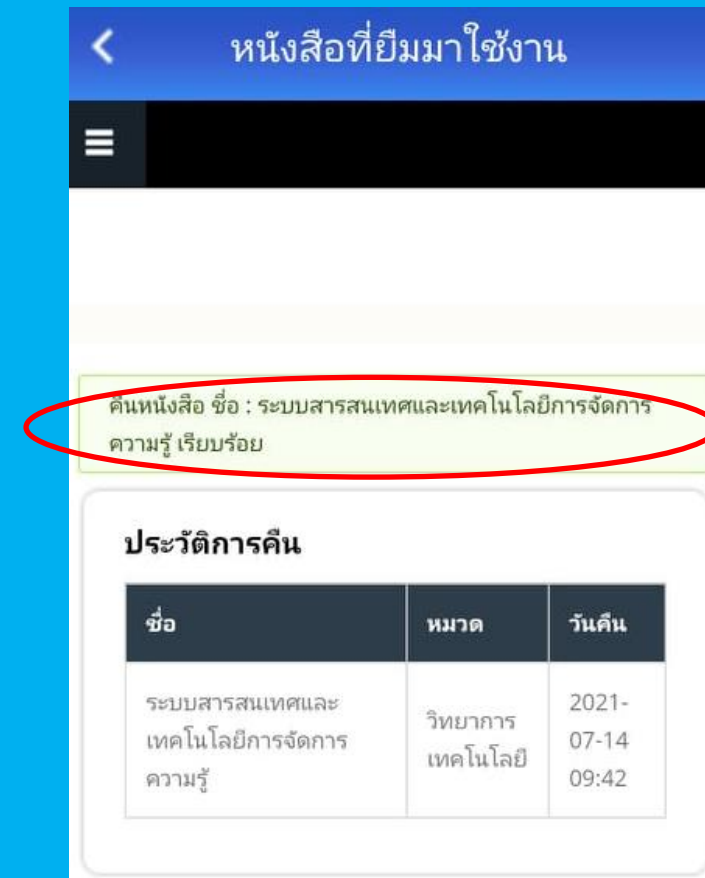 หนังสือที่ยืมมาใช้งาน
คืนหนังสือ ชื่อ : ระบบสารสนเทศและเทคโนโลยีการจัดการ
ความรู้ เรียบร้อย
ประวัติการคืน
ชื่อ หมวด วันคืน
ระบบสารสนเทศและ
เทคโนโลยีการจัดการ
ความรู้
วิทยาการ
เทคโนโลยี
2021-
07-14
09:42